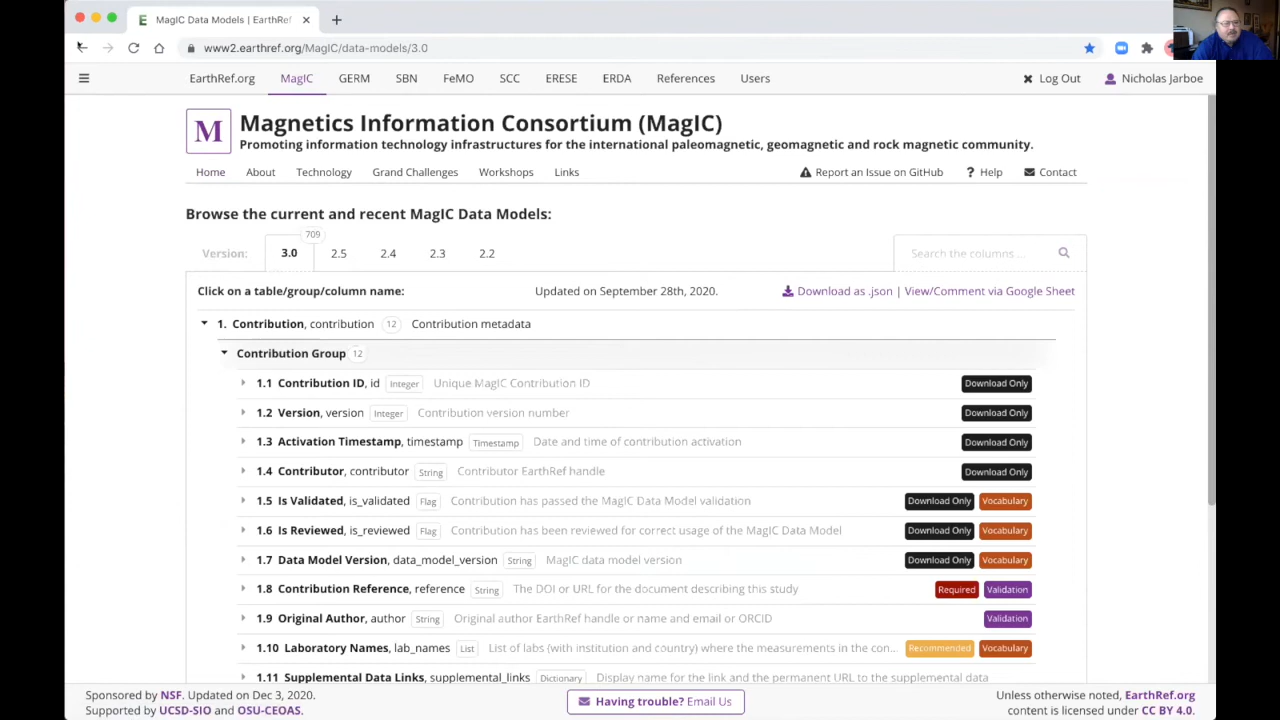 E MagIC Data Models | EarthRef
www2.earthref.org/MagIC/data-models/3.0
EarthRef.org MagIC GERM SBN FeMO SCC ERESE ERDA References Users Log Out Nicholas Jarboe
M
Magnetics Information Consortium (MagIC)
Promoting information technology infrastructures for the international paleomagnetic, geomagnetic and rock magnetic community.
Home About Technology Grand Challenges Workshops Links Report an Issue on GitHub Help Contact
Browse the current and recent MagIC Data Models:
709
Version: 3.0 2.5 2.4 2.3 2.2 Search the columns ...
Click on a table/group/column name: Updated on September 28th, 2020. Download as .json | View/Comment via Google Sheet
1. Contribution, contribution 12 Contribution metadata
Contribution Group 12
1.1 Contribution ID, id Integer Unique MagIC Contribution ID Download Only
1.2 Version, version Integer Contribution version number Download Only
1.3 Activation Timestamp, timestamp Timestamp Date and time of contribution activation Download Only
1.4 Contributor, contributor String Contributor EarthRef handle Download Only
1.5 Is Validated, is_validated Flag Contribution has passed the MagIC Data Model validation Download Only Vocabulary
1.6 Is Reviewed, is_reviewed Flag Contribution has been reviewed for correct usage of the MagIC Data Model Download Only Vocabulary
1.7 Data Model Version, data_model_version String MagIC data model version Download Only Vocabulary
1.8 Contribution Reference, reference String The DOI or URL for the document describing this study Required Validation
1.9 Original Author, author String Original author EarthRef handle or name and email or ORCID Validation
1.10 Laboratory Names, lab_names List List of labs (with institution and country) where the measurements in the con... Recommended Vocabulary
1.11 Supplemental Data Links, supplemental_links Dictionary Display name for the link and the permanent URL to the supplemental data
Sponsored by NSF. Updated on Dec 3, 2020.
Supported by UCSD-SIO and OSU-CEOAS.
Having trouble? Email Us
Unless otherwise noted, EarthRef.org
content is licensed under CC BY 4.0.